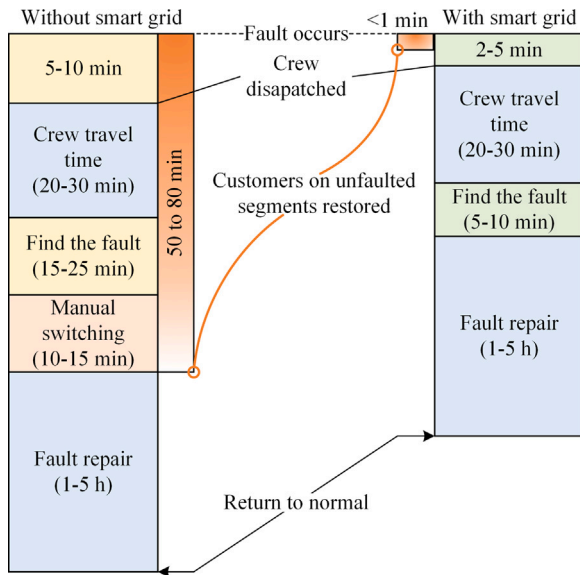 Without smart grid
5-10 min
Crew travel
time
(20-30 min)
Find the fault
(15-25 min)
Manual
switching
(10-15 min)
Fault repair
(1-5 h)
50 to 80 min
Fault occurs
Crew
disapatched
Customers on unfaulted
segments restored
Return to normal
<1 min
With smart grid
2-5 min
Crew travel
time
(20-30 min)
Find the fault
(5-10 min)
Fault repair
(1-5 h)